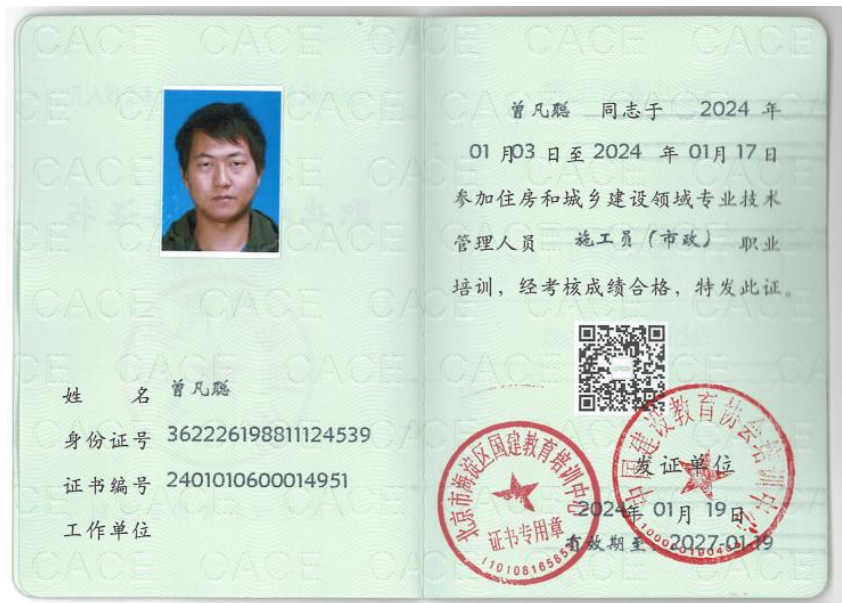 姓 名 曾凡聪
身份证号 362226198811124539
证书编号 2401010600014951
工作单位
曾凡聪 同志于 2024 年
01 月03 日至 2024 年 01月 17 日
参加住房和城乡建设领域专业技术
管理人员 施工员(市政) 职业
培训，经考核成绩合格，特发此证。
发证单位
2024年 01月 19日
有效期至：2027-01-19
北京市海淀区国建教育培训中心
证书专用章
中国建设教育协会培训中心
CACE